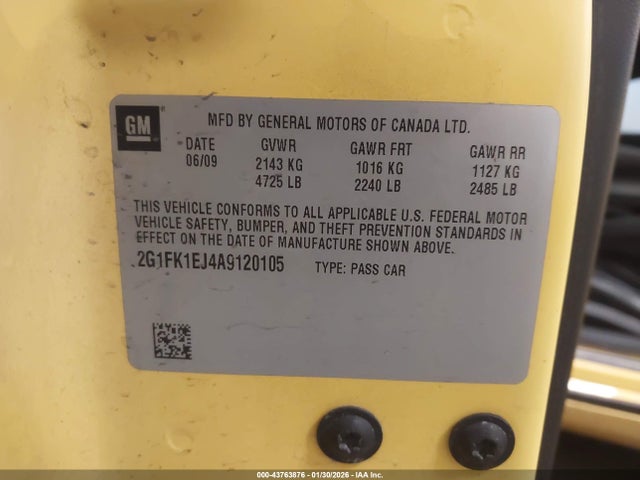 GM
MFD BY GENERAL MOTORS OF CANADA LTD.
DATE GVWR GAWR FRT GAWR RR
06/09 2143 KG 1016 KG 1127 KG
4725 LB 2240 LB 2485 LB
THIS VEHICLE CONFORMS TO ALL APPLICABLE U.S. FEDERAL MOTOR
VEHICLE SAFETY, BUMPER, AND THEFT PREVENTION STANDARDS IN
EFFECT ON THE DATE OF MANUFACTURE SHOWN ABOVE.
2G1FK1EJ4A9120105 TYPE: PASS CAR
000-43763876 - 01/30/2026 - IAA Inc.